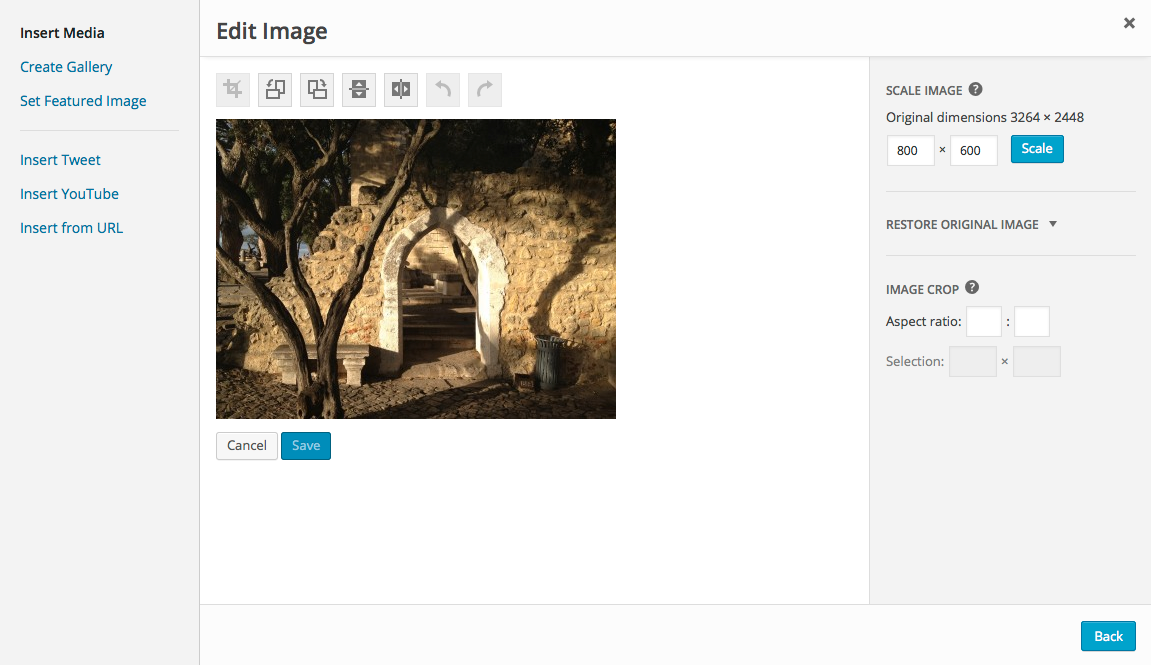 Insert Media
Create Gallery
Set Featured Image
Insert Tweet
Insert YouTube
Insert from URL
Edit Image
×
Cancel
Save
SCALE IMAGE ?
Original dimensions 3264 × 2448
800 × 600 Scale
RESTORE ORIGINAL IMAGE
IMAGE CROP ?
Aspect ratio: :
Selection: ×
Back